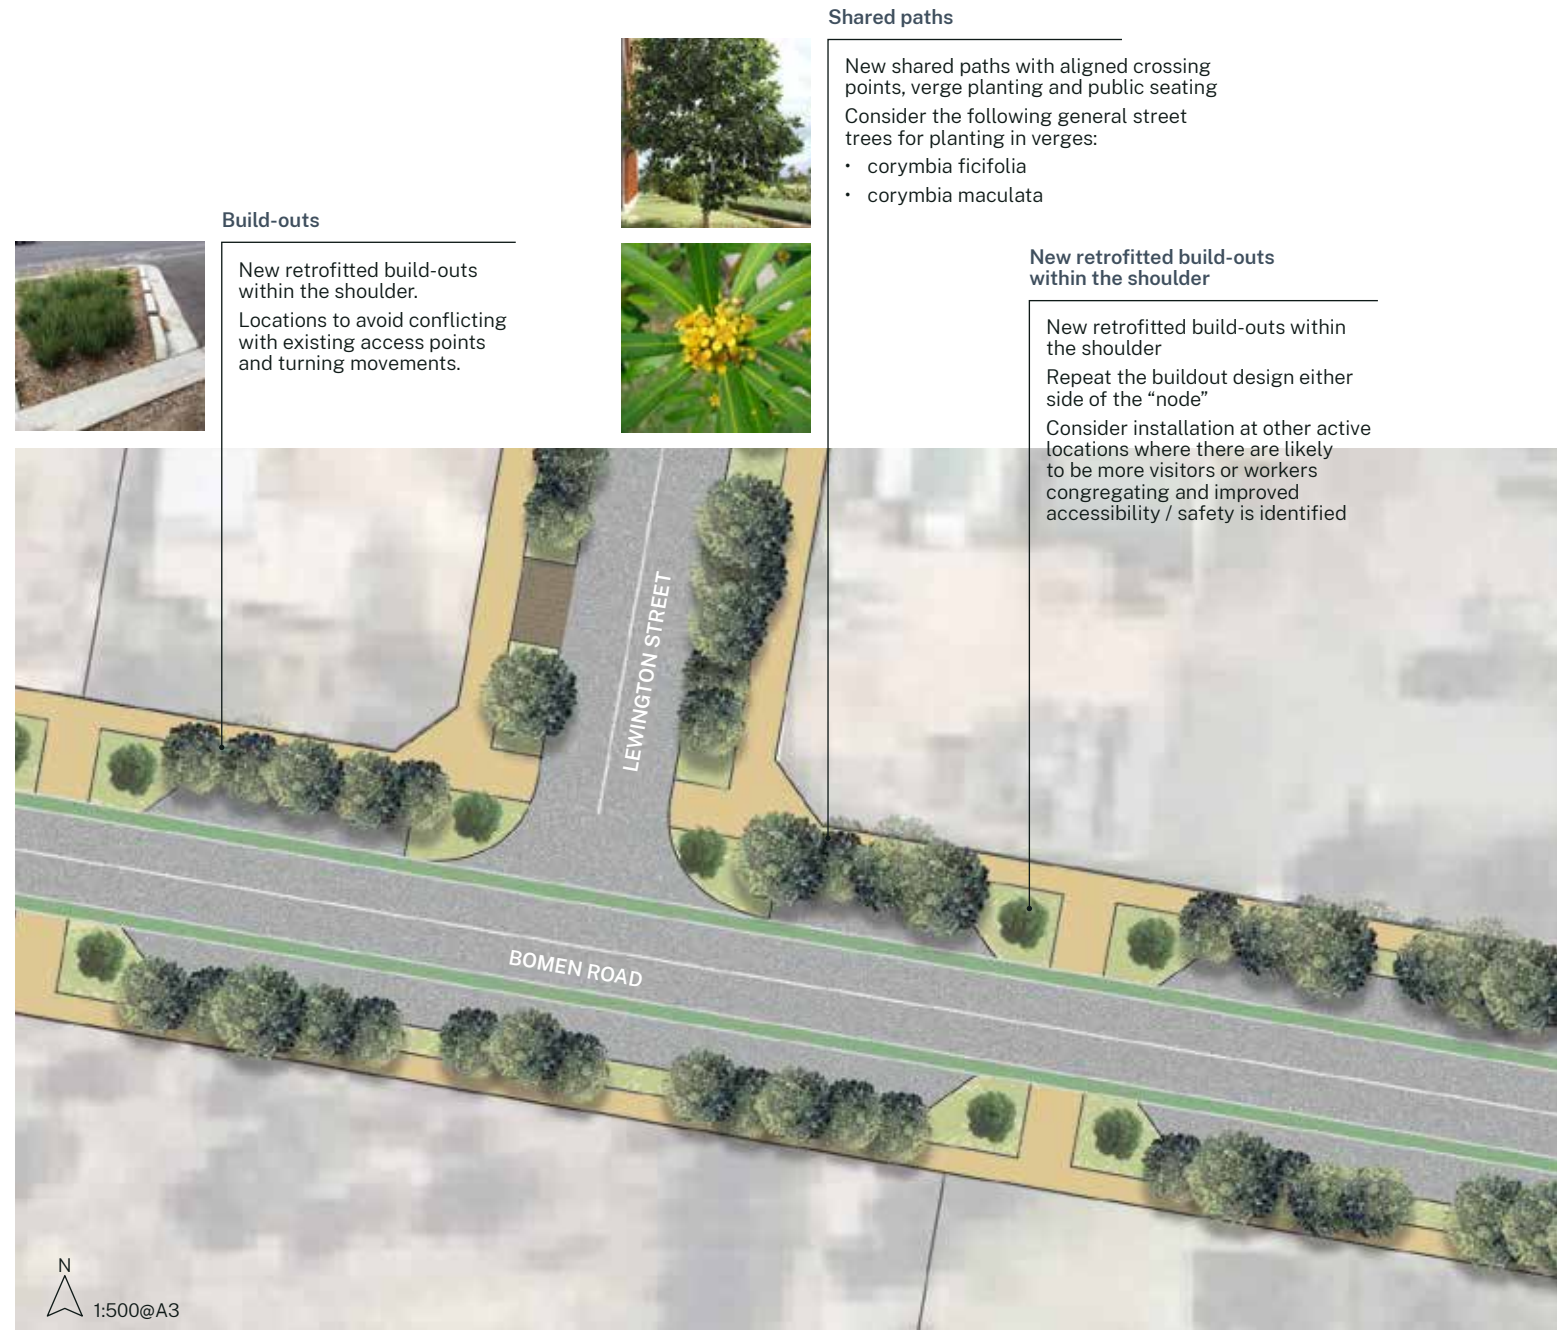 Shared paths
New shared paths with aligned crossing
points, verge planting and public seating
Consider the following general street
trees for planting in verges:
• corymbia ficifolia
• corymbia maculata
Build-outs
New retrofitted build-outs
within the shoulder.
Locations to avoid conflicting
with existing access points
and turning movements.
New retrofitted build-outs
within the shoulder
New retrofitted build-outs within
the shoulder
Repeat the buildout design either
side of the “node”
Consider installation at other active
locations where there are likely
to be more visitors or workers
congregating and improved
accessibility / safety is identified
LEWINGTON STREET
BOMEN ROAD
N
1:500@A3